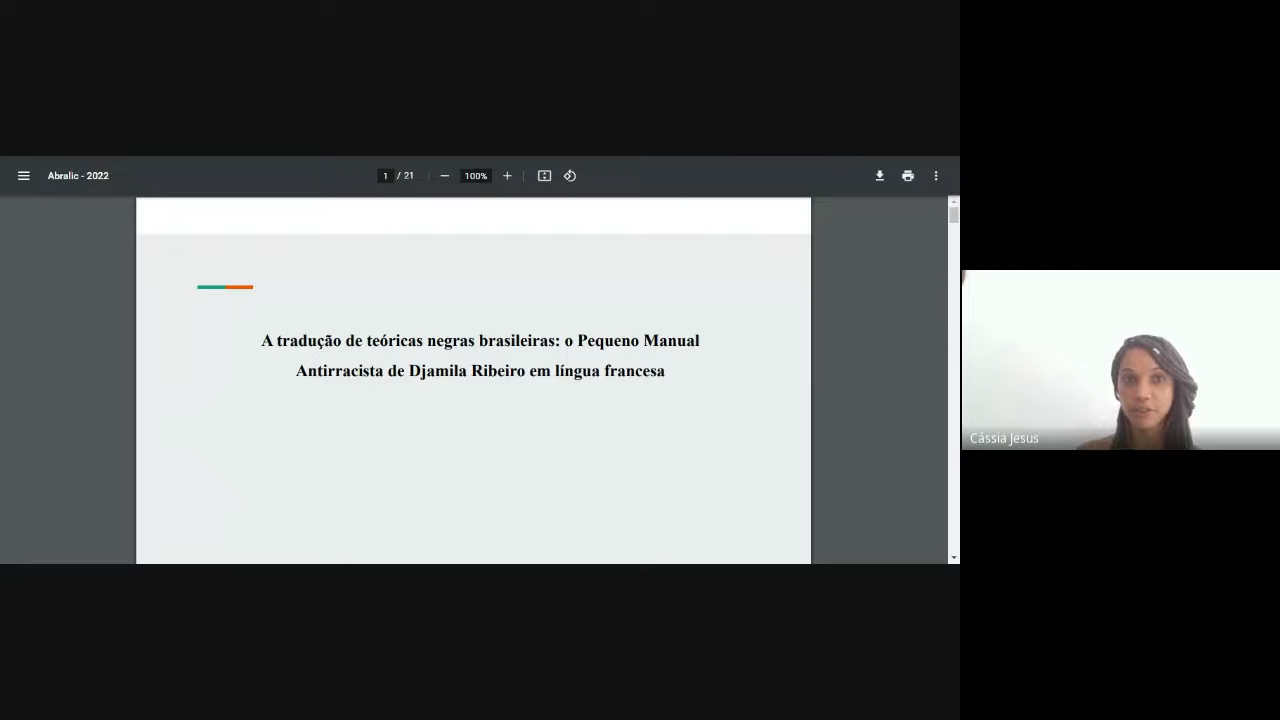 Abralic - 2022
1 / 21
100%
A tradução de teóricas negras brasileiras: o Pequeno Manual
Antirracista de Djamila Ribeiro em língua francesa
Cássia Jesus